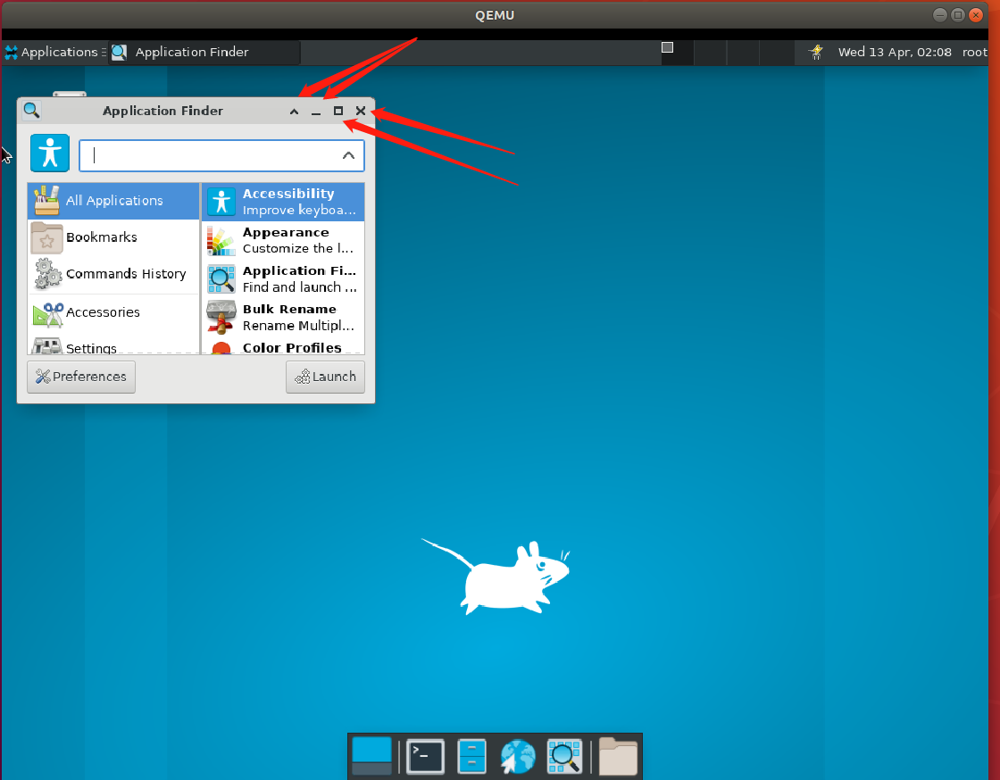 QEMU
Applications
Application Finder
Wed 13 Apr, 02:08
root
Application Finder
All Applications
Bookmarks
Commands History
Accessories
Settings
Accessibility
Improve keyboa...
Appearance
Customize the l...
Application Fi...
Find and launch ...
Bulk Rename
Rename Multipl...
Color Profiles
Preferences
Launch